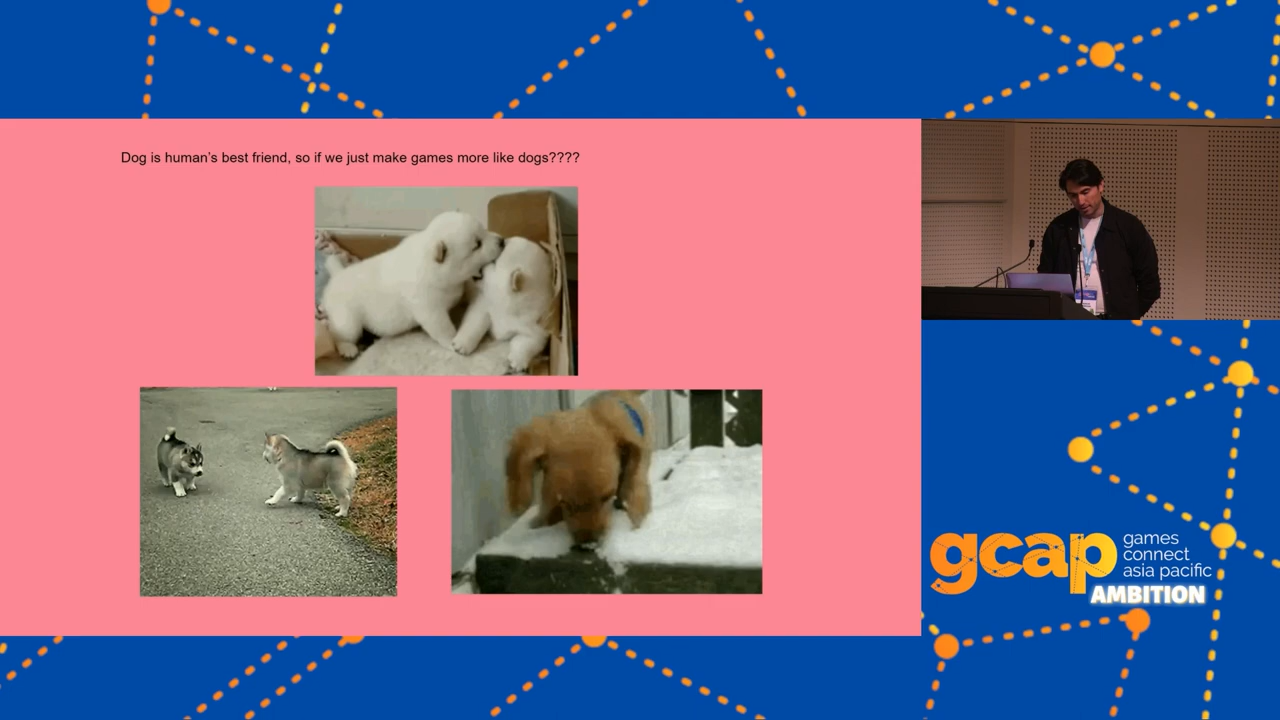 Dog is human's best friend, so if we just make games more like dogs????
gcap
games
connect
asia pacific
AMBITION